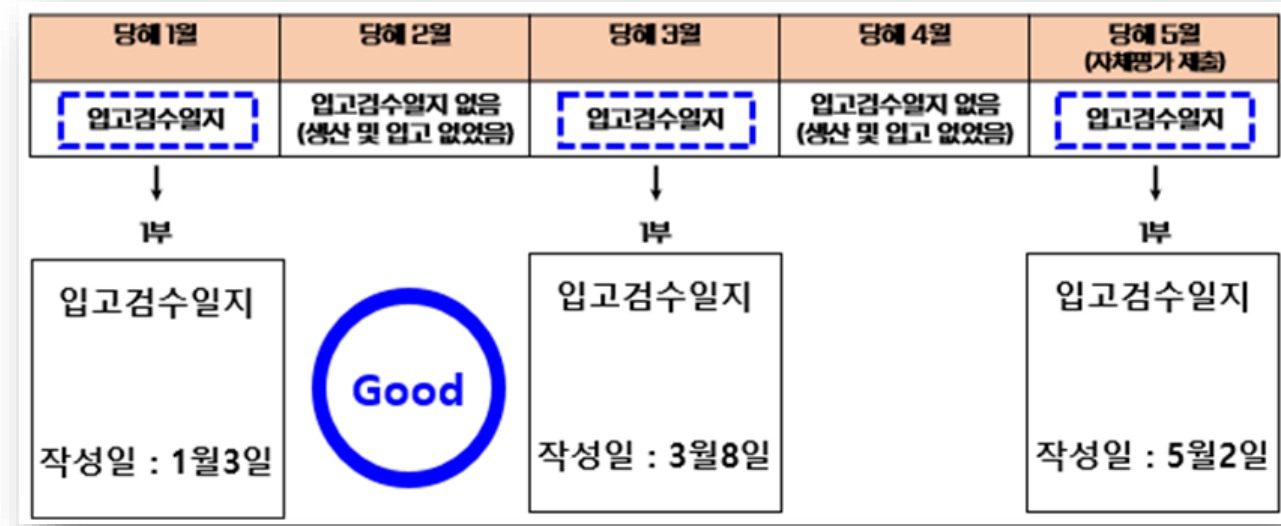 당해 1월
당해 2월
당해 3월
당해 4월
당해 5월
(자체평가 제출)
입고검수일지
입고검수일지 없음
(생산 및 입고 없었음)
입고검수일지
입고검수일지 없음
(생산 및 입고 없었음)
입고검수일지
1부
1부
1부
입고검수일지
작성일 : 1월3일
Good
입고검수일지
작성일 : 3월8일
입고검수일지
작성일 : 5월2일